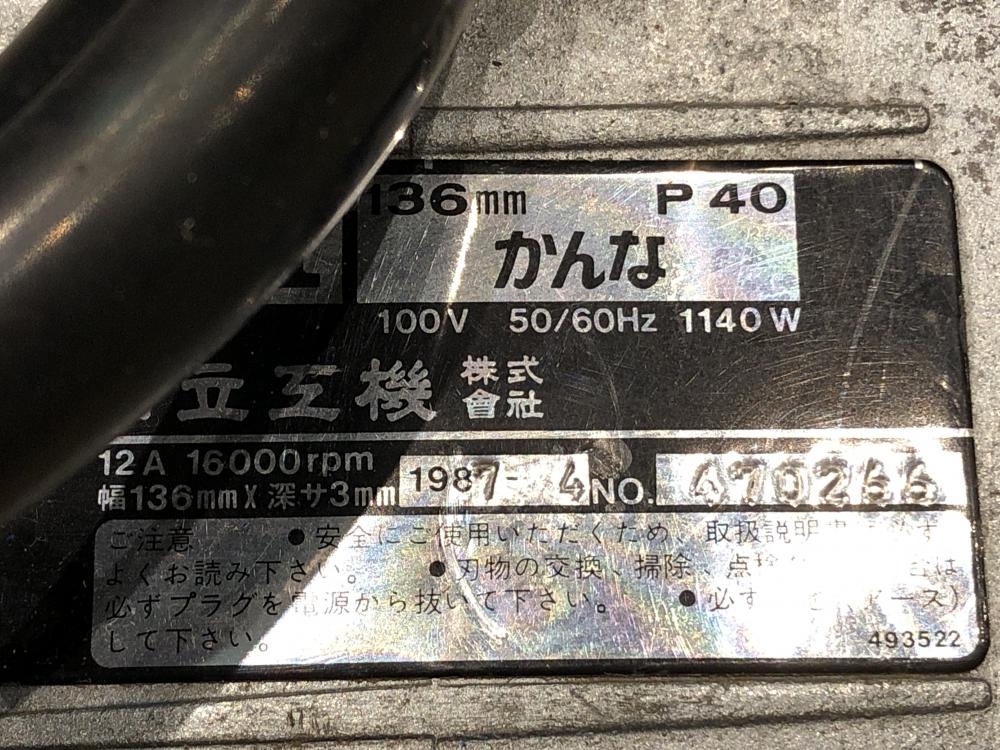 136mm P 40
かんな
100V 50/60Hz 1140W
立工機 株式會社
12A 16000rpm
幅136mm X 深サ3mm 1987- 4 NO. 470266
ご注意 ●安全にご使用いただくため、取扱説明
よくお読み下さい。 ●刃物の交換、掃除、点検
必ずプラグを電源から抜いて下さい。 ●必ず アース)
して下さい。
493522